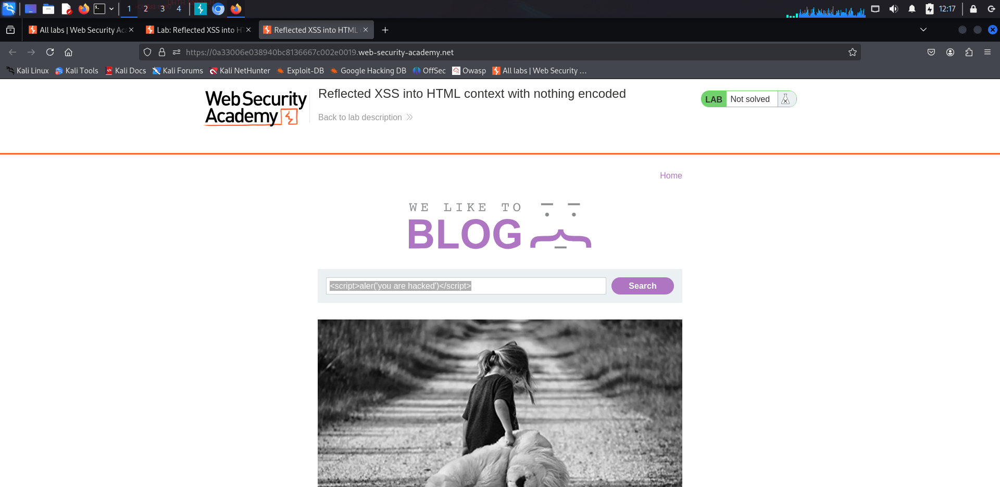 1 2 3 4 12:17
All labs | Web Security Ac Lab: Reflected XSS into HT Reflected XSS into HTML
https://0a33006e038940bc8136667c002e0019.web-security-academy.net
Kali Linux Kali Tools Kali Docs Kali Forums Kali NetHunter Exploit-DB Google Hacking DB OffSec Owasp All labs | Web Security ...
Web Security
Academy
Reflected XSS into HTML context with nothing encoded
Back to lab description
LAB Not solved
Home
WE LIKE TO
BLOG
<script>aler('you are hacked')</script> Search